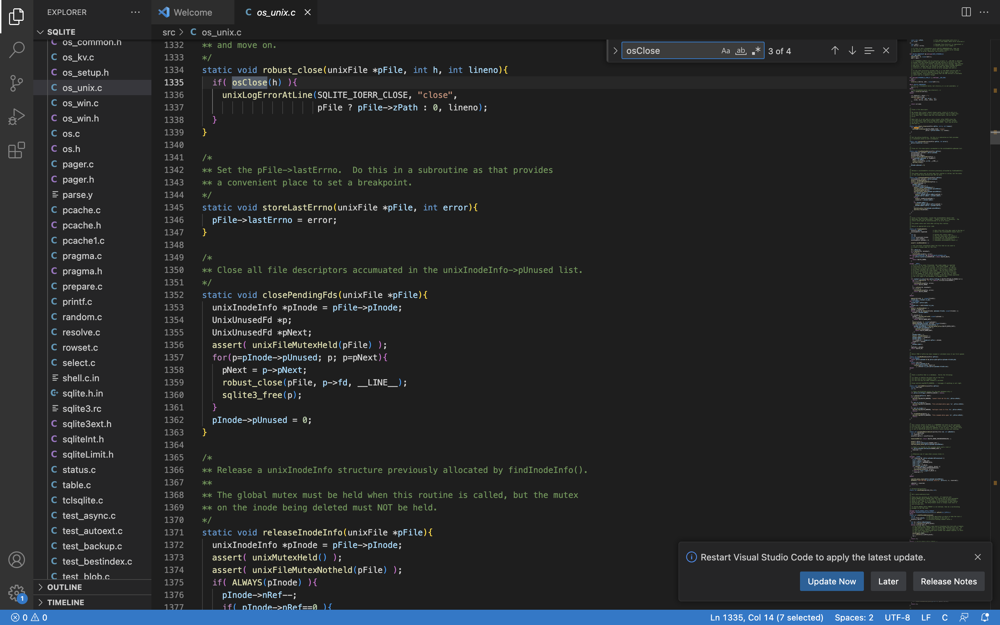 EXPLORER
Welcome
C os_unix.c
SQLITE
src > C os_unix.c
C os_common.h
C os_kv.c
C os_setup.h
C os_unix.c
C os_win.c
C os_win.h
C os.c
C os.h
C pager.c
C pager.h
parse.y
C pcache.c
C pcache.h
C pcache1.c
C pragma.c
C pragma.h
C prepare.c
C printf.c
C random.c
C resolve.c
C rowset.c
C select.c
shell.c.in
sqlite.h.in
sqlite3.rc
C sqlite3ext.h
C sqliteInt.h
C sqliteLimit.h
C status.c
C table.c
C tclsqlite.c
C test_async.c
C test_autoext.c
C test_backup.c
C test_bestindex.c
C test_blob.c
OUTLINE
TIMELINE
osClose Aa ab 3 of 4
1332 ** and move on.
1333 */
1334 static void robust_close(unixFile *pFile, int h, int lineno){
1335 if( osClose(h) ){
1336 unixLogErrorAtLine(SQLITE_IOERR_CLOSE, "close",
1337 pFile ? pFile->zPath : 0, lineno);
1338 }
1339 }
1340
1341 /*
1342 ** Set the pFile->lastErrno.  Do this in a subroutine as that provides
1343 ** a convenient place to set a breakpoint.
1344 */
1345 static void storeLastErrno(unixFile *pFile, int error){
1346 pFile->lastErrno = error;
1347 }
1348
1349 /*
1350 ** Close all file descriptors accumuated in the unixInodeInfo->pUnused list.
1351 */
1352 static void closePendingFds(unixFile *pFile){
1353 unixInodeInfo *pInode = pFile->pInode;
1354 UnixUnusedFd *p;
1355 UnixUnusedFd *pNext;
1356 assert( unixFileMutexHeld(pFile) );
1357 for(p=pInode->pUnused; p; p=pNext){
1358 pNext = p->pNext;
1359 robust_close(pFile, p->fd, __LINE__);
1360 sqlite3_free(p);
1361 }
1362 pInode->pUnused = 0;
1363 }
1364
1365 /*
1366 ** Release a unixInodeInfo structure previously allocated by findInodeInfo().
1367 **
1368 ** The global mutex must be held when this routine is called, but the mutex
1369 ** on the inode being deleted must NOT be held.
1370 */
1371 static void releaseInodeInfo(unixFile *pFile){
1372 unixInodeInfo *pInode = pFile->pInode;
1373 assert( unixMutexHeld() );
1374 assert( unixFileMutexNotheld(pFile) );
1375 if( ALWAYS(pInode) ){
1376 pInode->nRef--;
1377 if( pInode->nRef==0 ){
Restart Visual Studio Code to apply the latest update.
Update Now
Later
Release Notes
1
0 0
Ln 1335, Col 14 (7 selected)
Spaces: 2
UTF-8
LF
C